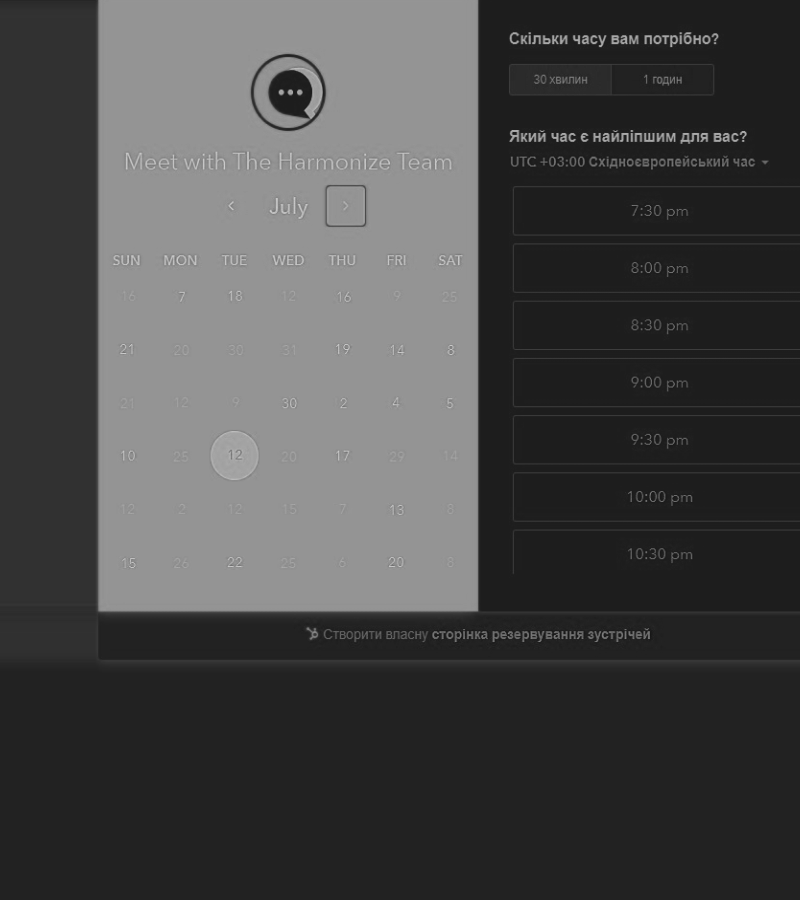 Meet with The Harmonize Team
July
SUN MON TUE WED THU FRI SAT
16 7 18 12 16 9 25
21 20 30 31 19 14 8
21 12 9 30 2 4 5
10 25 12 20 17 29 14
12 2 12 15 7 13 8
15 26 22 25 6 20 8
Скільки часу вам потрібно?
30 хвилин 1 годин
Який час є найліпшим для вас?
UTC +03:00 Східноєвропейський час
7:30 pm
8:00 pm
8:30 pm
9:00 pm
9:30 pm
10:00 pm
10:30 pm
Створити власну сторінка резервування зустрічей